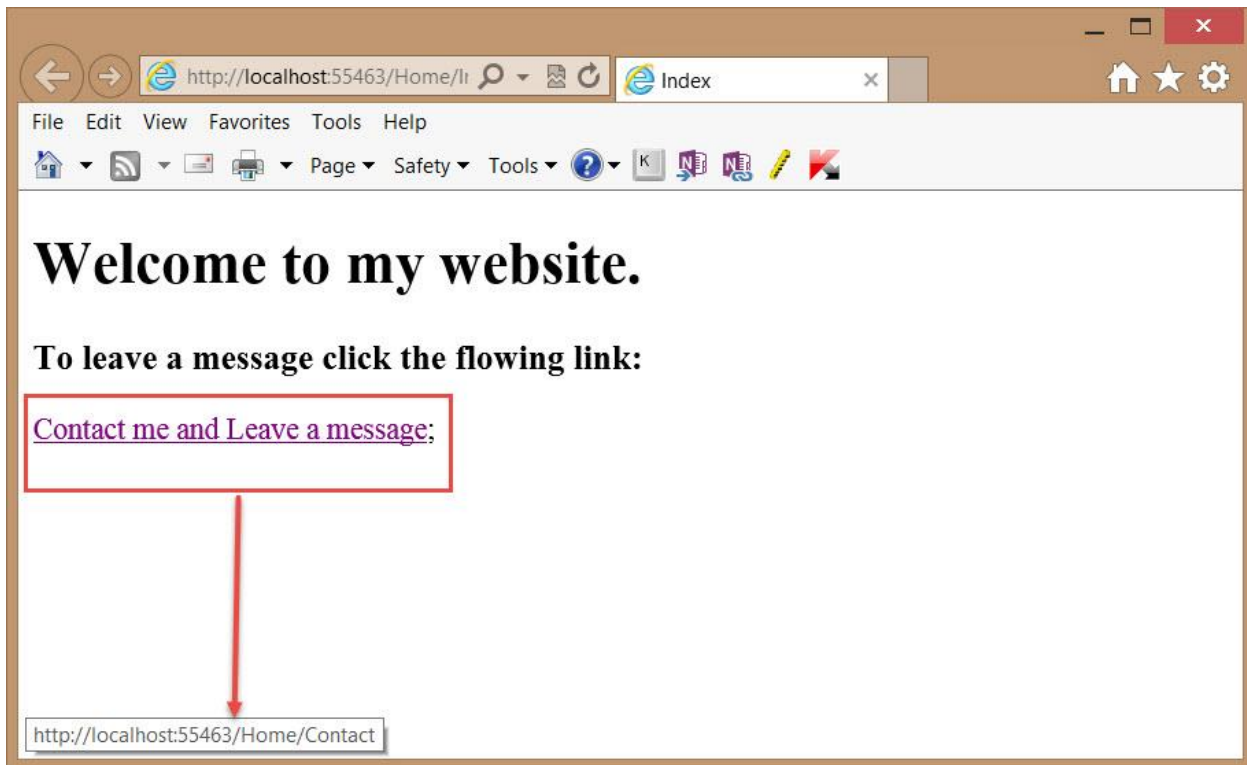 http://localhost:55463/Home/I
Index
File Edit View Favorites Tools Help
Page Safety Tools K N N
Welcome to my website.
To leave a message click the flowing link:
Contact me and Leave a message;
http://localhost:55463/Home/Contact